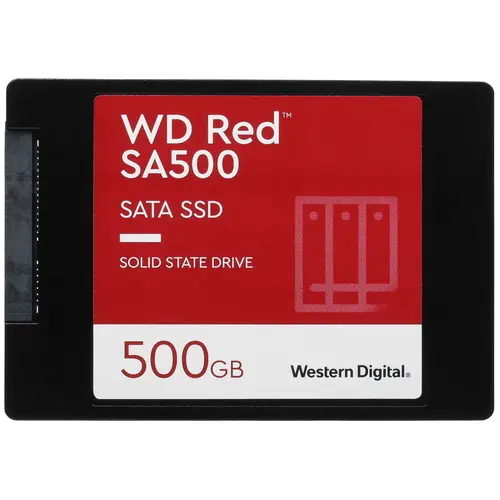 WD Red™
SA500
SATA SSD
SOLID STATE DRIVE
500GB
Western Digital®